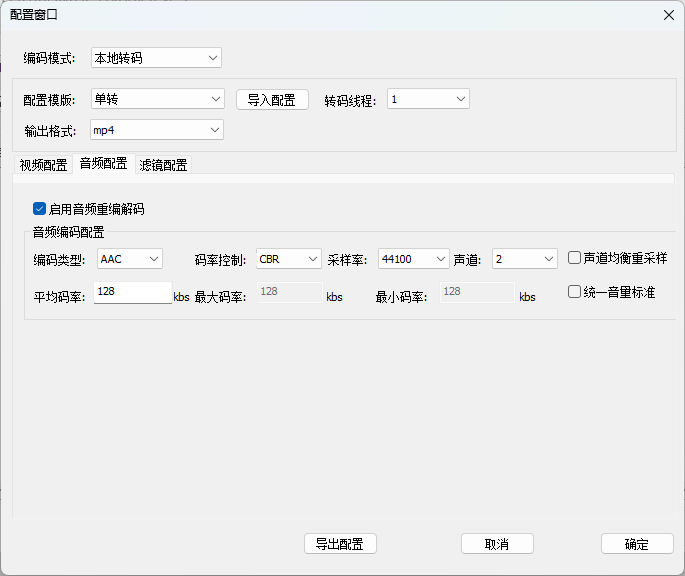 配置窗口
编码模式: 本地转码
配置模版: 单转 导入配置 转码线程: 1
输出格式: mp4
视频配置 音频配置 滤镜配置
启用音频重编解码
音频编码配置
编码类型: AAC 码率控制: CBR 采样率: 44100 声道: 2 声道均衡重采样
平均码率: 128 kbs 最大码率: 128 kbs 最小码率: 128 kbs 统一音量标准
导出配置 取消 确定